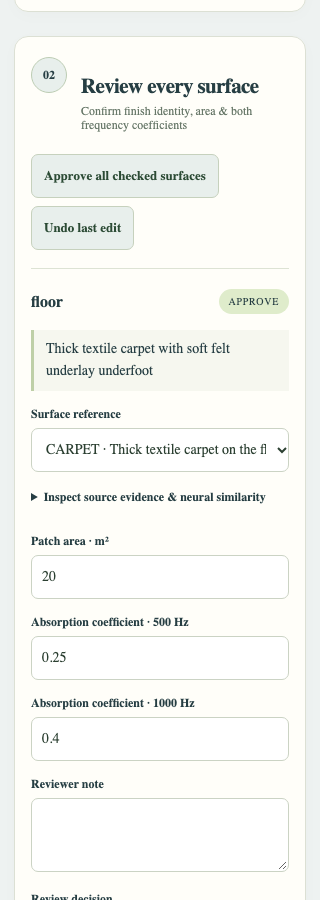 02
Review every surface
Confirm finish identity, area & both
frequency coefficients
Approve all checked surfaces
Undo last edit
floor
APPROVE
Thick textile carpet with soft felt
underlay underfoot
Surface reference
CARPET · Thick textile carpet on the fl
Inspect source evidence & neural similarity
Patch area · m²
20
Absorption coefficient · 500 Hz
0.25
Absorption coefficient · 1000 Hz
0.4
Reviewer note
Review decision